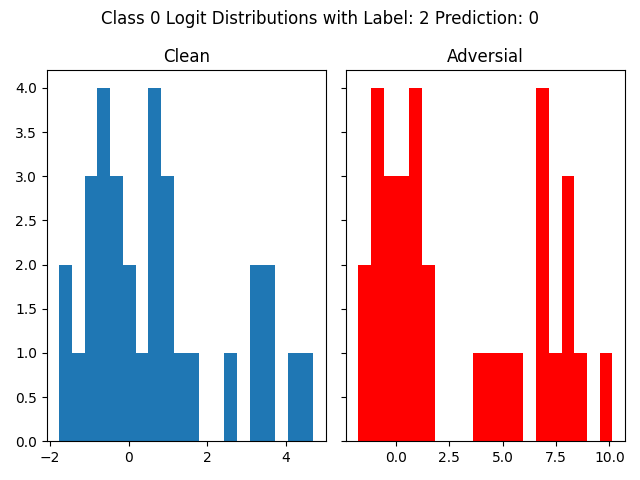 Class 0 Logit Distributions with Label: 2 Prediction: 0
Clean
Adversial
4.0
3.5
3.0
2.5
2.0
1.5
1.0
0.5
0.0
−2 0 2 4
0.0 2.5 5.0 7.5 10.0